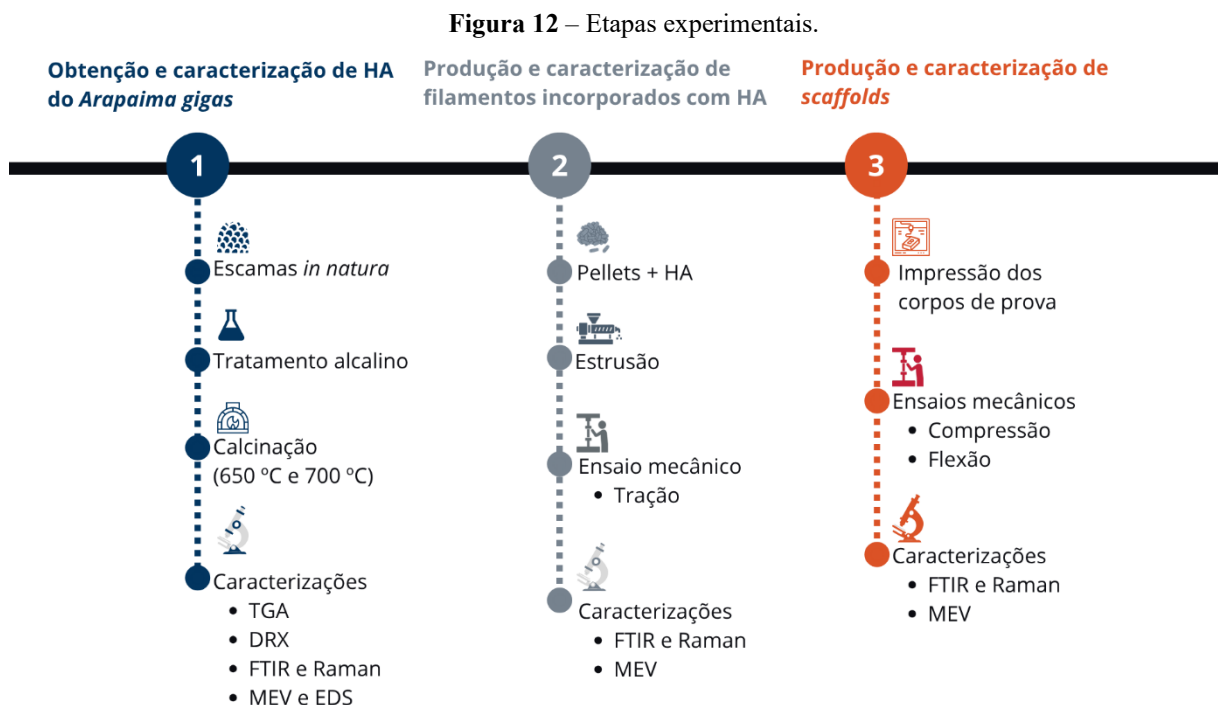 Figura 12 – Etapas experimentais.
Obtenção e caracterização de HA
do Arapaima gigas
1
Escamas in natura
Tratamento alcalino
Calcinação
(650 ºC e 700 ºC)
Caracterizações
• TGA
• DRX
• FTIR e Raman
• MEV e EDS
Produção e caracterização de
filamentos incorporados com HA
2
Pellets + HA
Estrusão
Ensaio mecânico
• Tração
Caracterizações
• FTIR e Raman
• MEV
Produção e caracterização de
scaffolds
3
Impressão dos
corpos de prova
Ensaios mecânicos
• Compressão
• Flexão
Caracterizações
• FTIR e Raman
• MEV